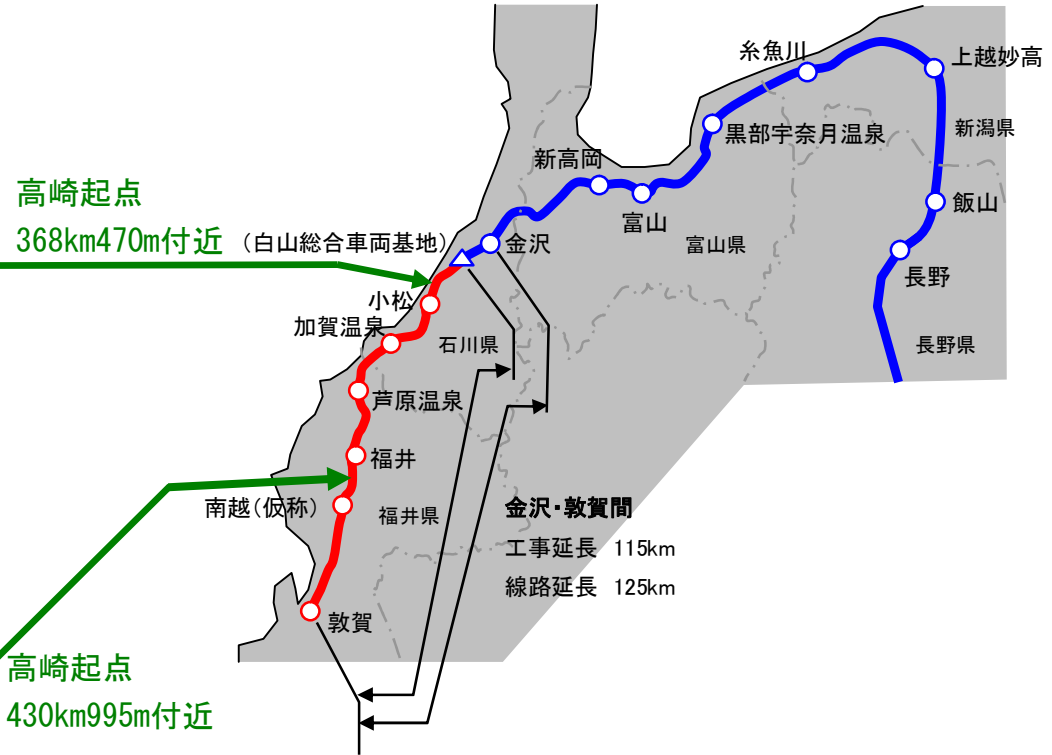 糸魚川
上越妙高
黒部宇奈月温泉
新潟県
新高岡
高崎起点
368km470m付近
(白山総合車両基地)
金沢
富山
富山県
飯山
長野
小松
加賀温泉
石川県
長野県
芦原温泉
福井
南越(仮称)
福井県
金沢・敦賀間
工事延長 115km
線路延長 125km
敦賀
高崎起点
430km995m付近